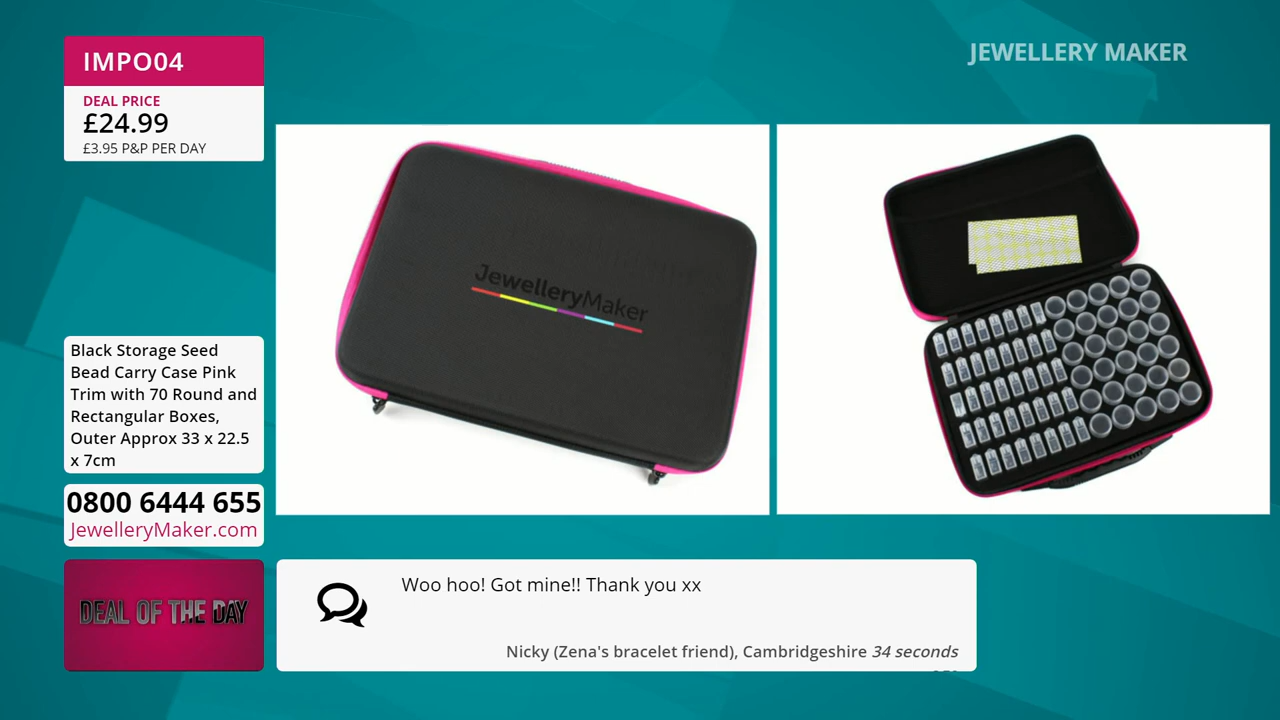 IMPO04
DEAL PRICE
£24.99
£3.95 P&P PER DAY
JEWELLERY MAKER
JewelleryMaker
Black Storage Seed
Bead Carry Case Pink
Trim with 70 Round and
Rectangular Boxes,
Outer Approx 33 x 22.5
x 7cm
0800 6444 655
JewelleryMaker.com
DEAL OF THE DAY
Woo hoo! Got mine!! Thank you xx
Nicky (Zena's bracelet friend), Cambridgeshire 34 seconds